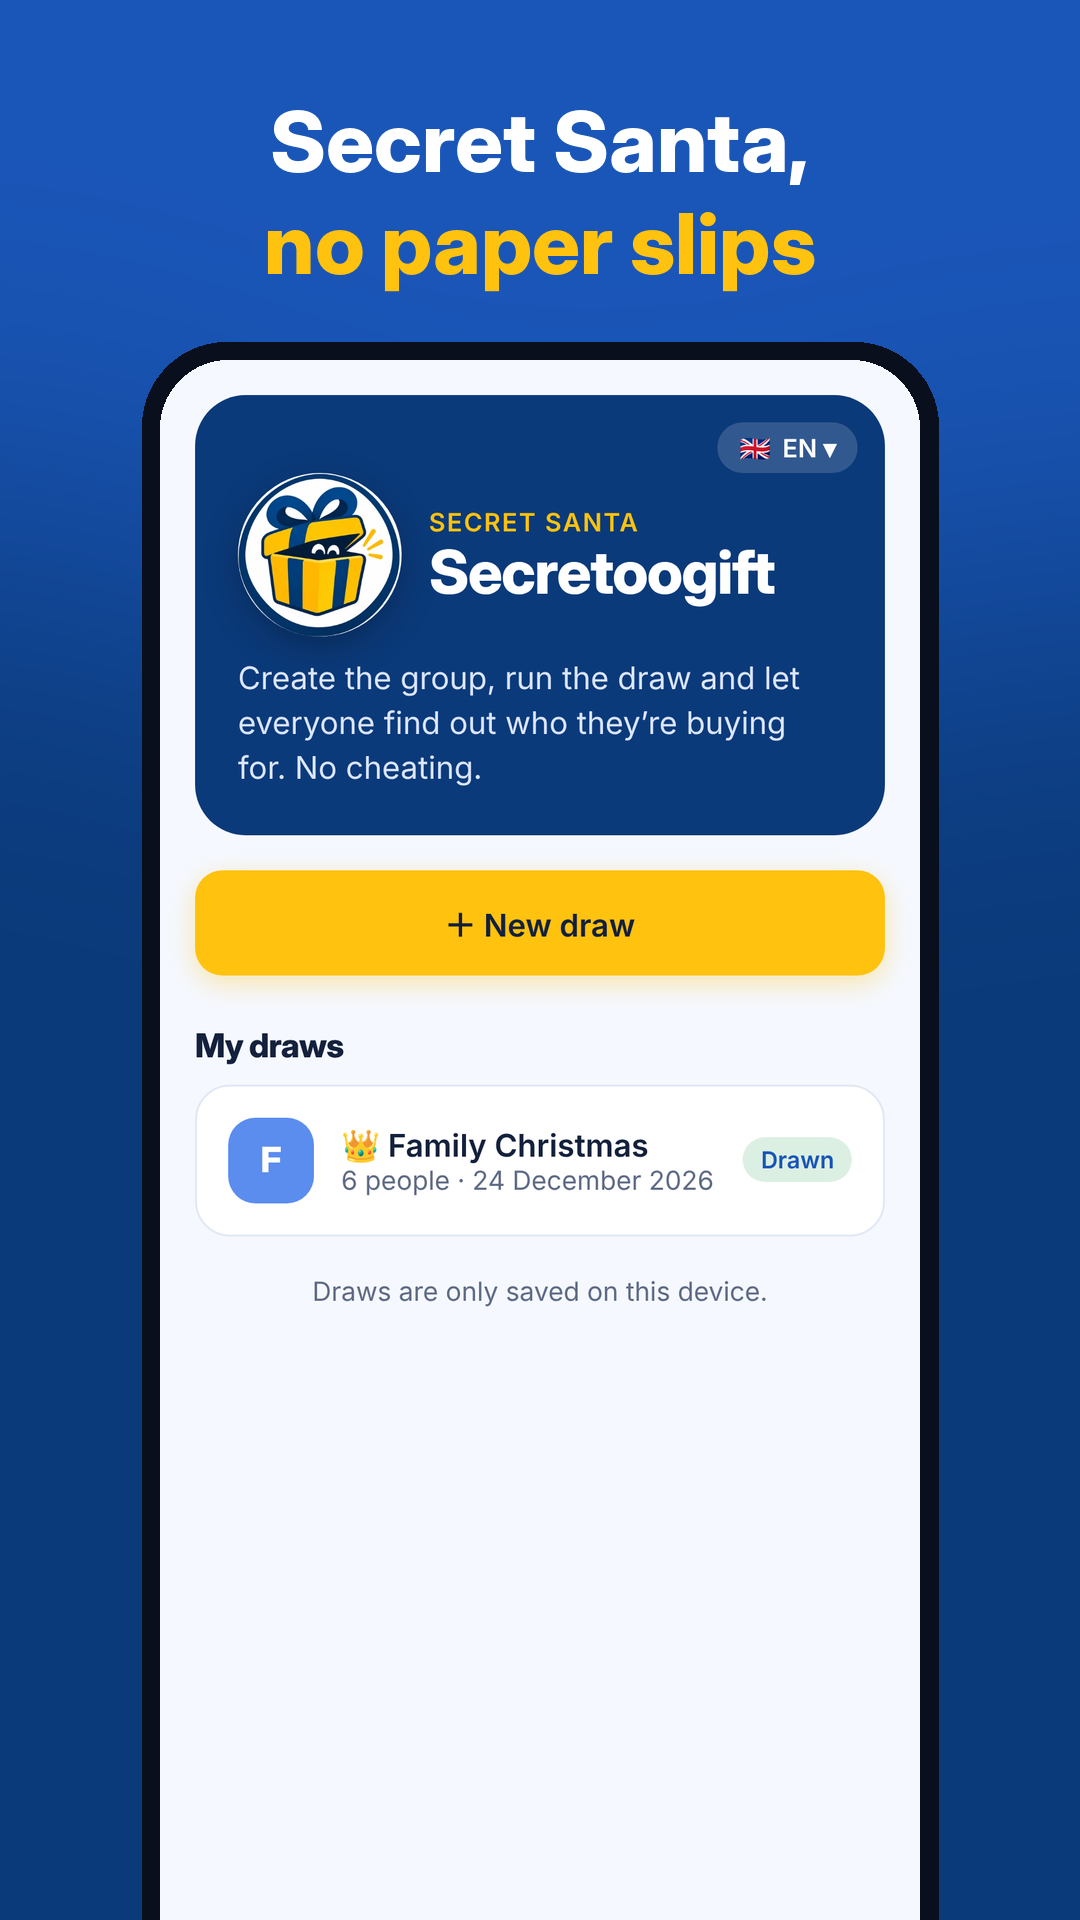 Secret Santa,
no paper slips
🇬🇧 EN ▾
SECRET SANTA
Secretoogift
Create the group, run the draw and let
everyone find out who they’re buying
for. No cheating.
+ New draw
My draws
F
👑 Family Christmas
6 people · 24 December 2026
Drawn
Draws are only saved on this device.